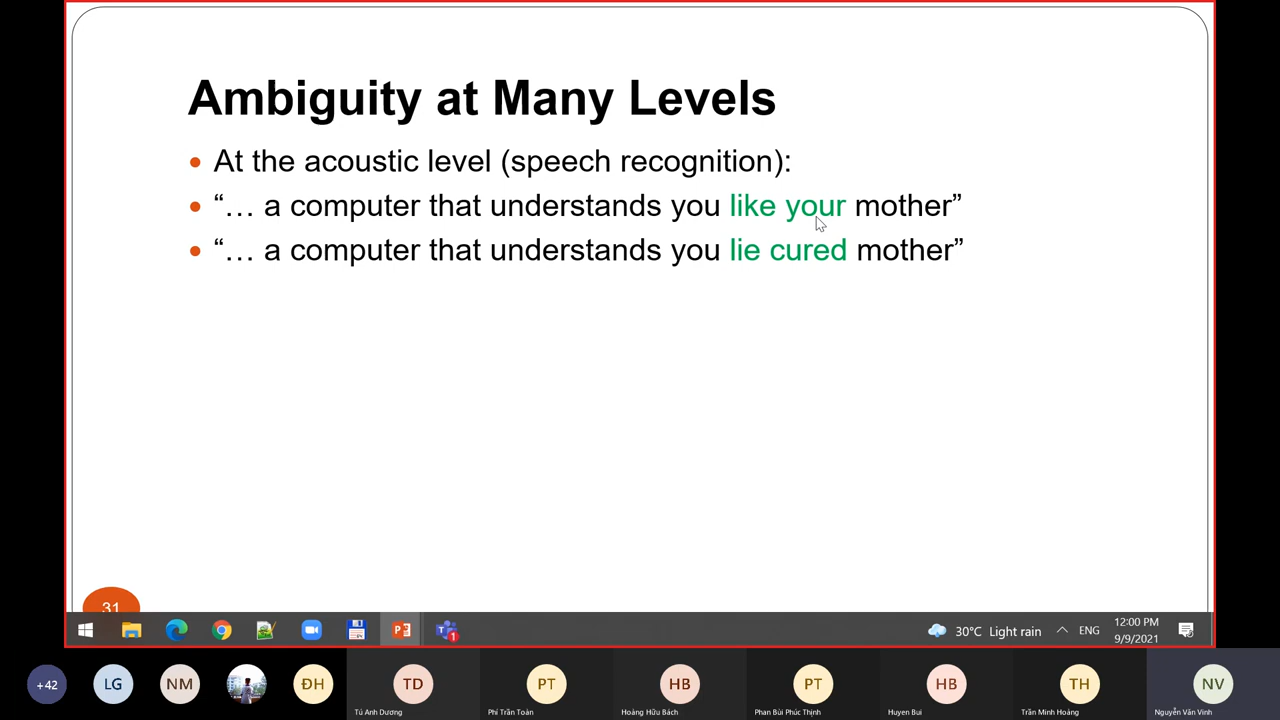 Ambiguity at Many Levels
• At the acoustic level (speech recognition):
• “… a computer that understands you like your mother”
• “… a computer that understands you lie cured mother”
31
30°C Light rain
ENG
12:00 PM
9/9/2021
1
+42
LG
NM
ĐH
TD
PT
HB
PT
HB
TH
NV
Tú Anh Dương
Phí Trần Toán
Hoàng Hữu Bách
Phan Bùi Phúc Thịnh
Huyen Bui
Trần Minh Hoàng
Nguyễn Văn Vinh